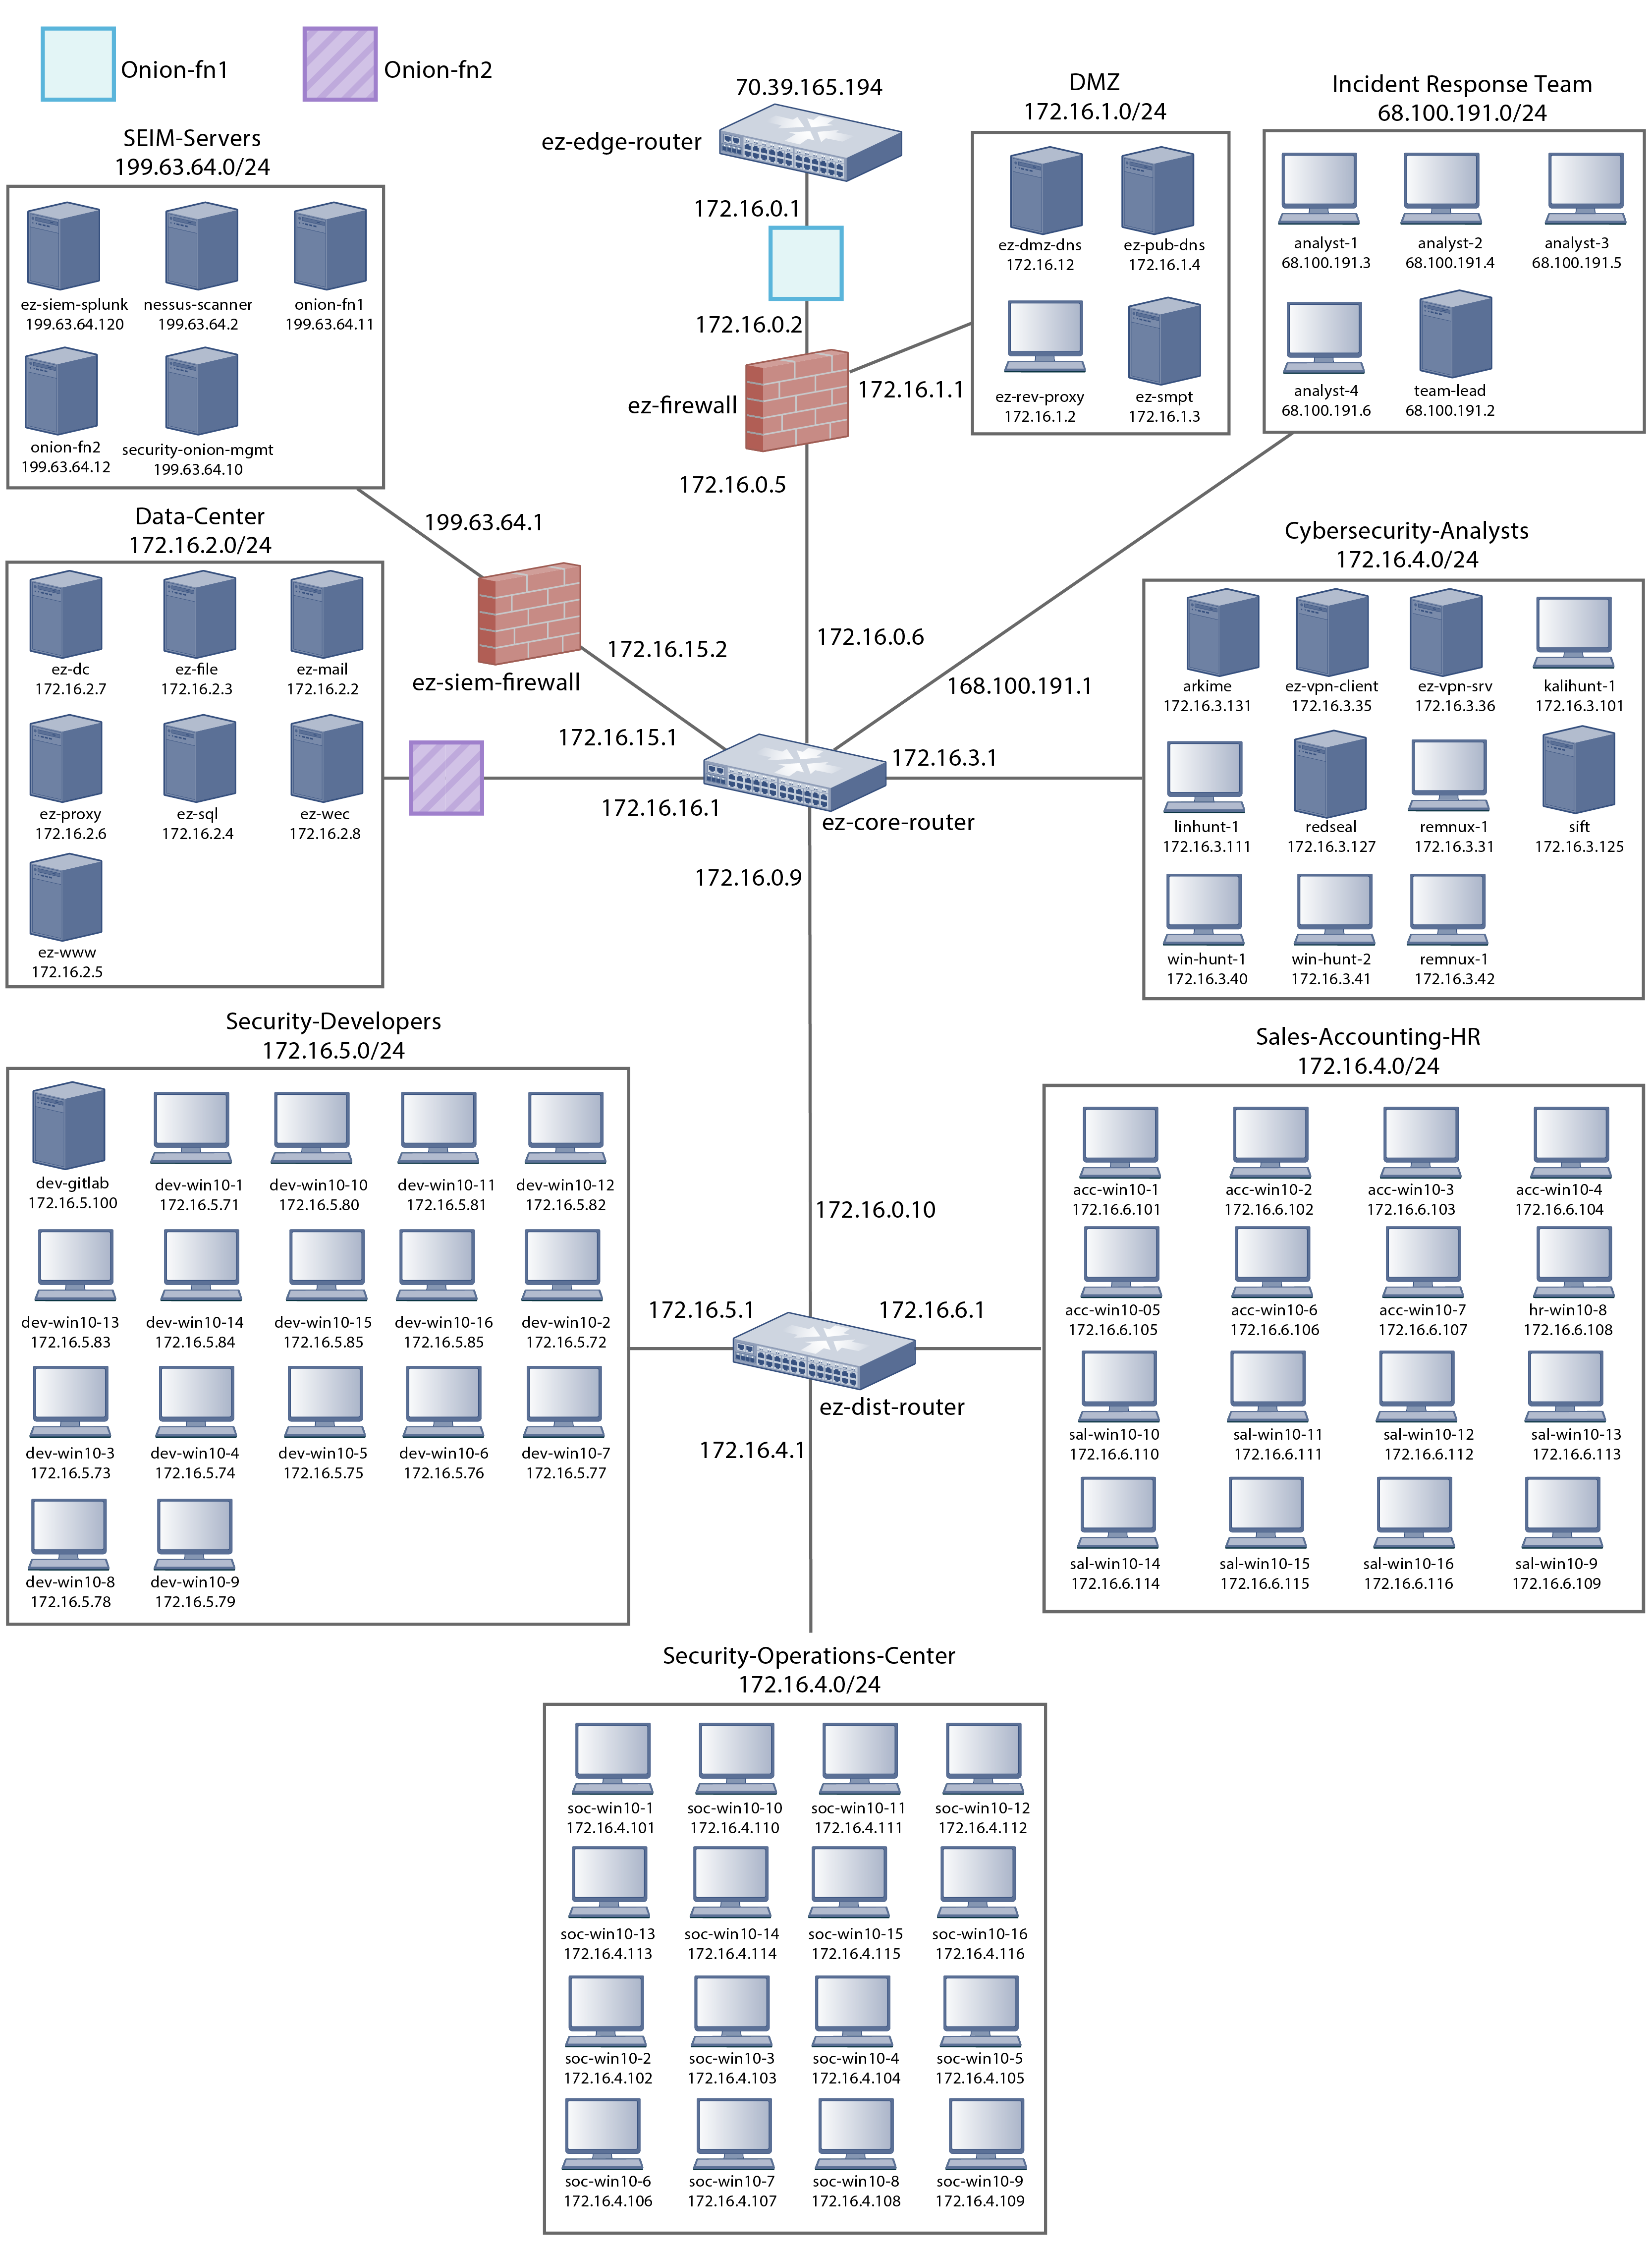 Onion-fn1
Onion-fn2
70.39.165.194
ez-edge-router
172.16.0.1
172.16.0.2
ez-firewall
172.16.1.1
172.16.0.5
DMZ
172.16.1.0/24
ez-dmz-dns
172.16.12
ez-pub-dns
172.16.1.4
ez-rev-proxy
172.16.1.2
ez-smpt
172.16.1.3
Incident Response Team
68.100.191.0/24
analyst-1
68.100.191.3
analyst-2
68.100.191.4
analyst-3
68.100.191.5
analyst-4
68.100.191.6
team-lead
68.100.191.2
SEIM-Servers
199.63.64.0/24
ez-siem-splunk
199.63.64.120
nessus-scanner
199.63.64.2
onion-fn1
199.63.64.11
onion-fn2
199.63.64.12
security-onion-mgmt
199.63.64.10
199.63.64.1
ez-siem-firewall
172.16.15.2
172.16.15.1
172.16.0.6
168.100.191.1
172.16.3.1
172.16.16.1
ez-core-router
172.16.0.9
Data-Center
172.16.2.0/24
ez-dc
172.16.2.7
ez-file
172.16.2.3
ez-mail
172.16.2.2
ez-proxy
172.16.2.6
ez-sql
172.16.2.4
ez-wec
172.16.2.8
ez-www
172.16.2.5
Cybersecurity-Analysts
172.16.4.0/24
arkime
172.16.3.131
ez-vpn-client
172.16.3.35
ez-vpn-srv
172.16.3.36
kalihunt-1
172.16.3.101
linhunt-1
172.16.3.111
redseal
172.16.3.127
remnux-1
172.16.3.31
sift
172.16.3.125
win-hunt-1
172.16.3.40
win-hunt-2
172.16.3.41
remnux-1
172.16.3.42
Security-Developers
172.16.5.0/24
dev-gitlab
172.16.5.100
dev-win10-1
172.16.5.71
dev-win10-10
172.16.5.80
dev-win10-11
172.16.5.81
dev-win10-12
172.16.5.82
dev-win10-13
172.16.5.83
dev-win10-14
172.16.5.84
dev-win10-15
172.16.5.85
dev-win10-16
172.16.5.85
dev-win10-2
172.16.5.72
dev-win10-3
172.16.5.73
dev-win10-4
172.16.5.74
dev-win10-5
172.16.5.75
dev-win10-6
172.16.5.76
dev-win10-7
172.16.5.77
dev-win10-8
172.16.5.78
dev-win10-9
172.16.5.79
172.16.0.10
172.16.5.1
172.16.6.1
ez-dist-router
172.16.4.1
Sales-Accounting-HR
172.16.4.0/24
acc-win10-1
172.16.6.101
acc-win10-2
172.16.6.102
acc-win10-3
172.16.6.103
acc-win10-4
172.16.6.104
acc-win10-05
172.16.6.105
acc-win10-6
172.16.6.106
acc-win10-7
172.16.6.107
hr-win10-8
172.16.6.108
sal-win10-10
172.16.6.110
sal-win10-11
172.16.6.111
sal-win10-12
172.16.6.112
sal-win10-13
172.16.6.113
sal-win10-14
172.16.6.114
sal-win10-15
172.16.6.115
sal-win10-16
172.16.6.116
sal-win10-9
172.16.6.109
Security-Operations-Center
172.16.4.0/24
soc-win10-1
172.16.4.101
soc-win10-10
172.16.4.110
soc-win10-11
172.16.4.111
soc-win10-12
172.16.4.112
soc-win10-13
172.16.4.113
soc-win10-14
172.16.4.114
soc-win10-15
172.16.4.115
soc-win10-16
172.16.4.116
soc-win10-2
172.16.4.102
soc-win10-3
172.16.4.103
soc-win10-4
172.16.4.104
soc-win10-5
172.16.4.105
soc-win10-6
172.16.4.106
soc-win10-7
172.16.4.107
soc-win10-8
172.16.4.108
soc-win10-9
172.16.4.109